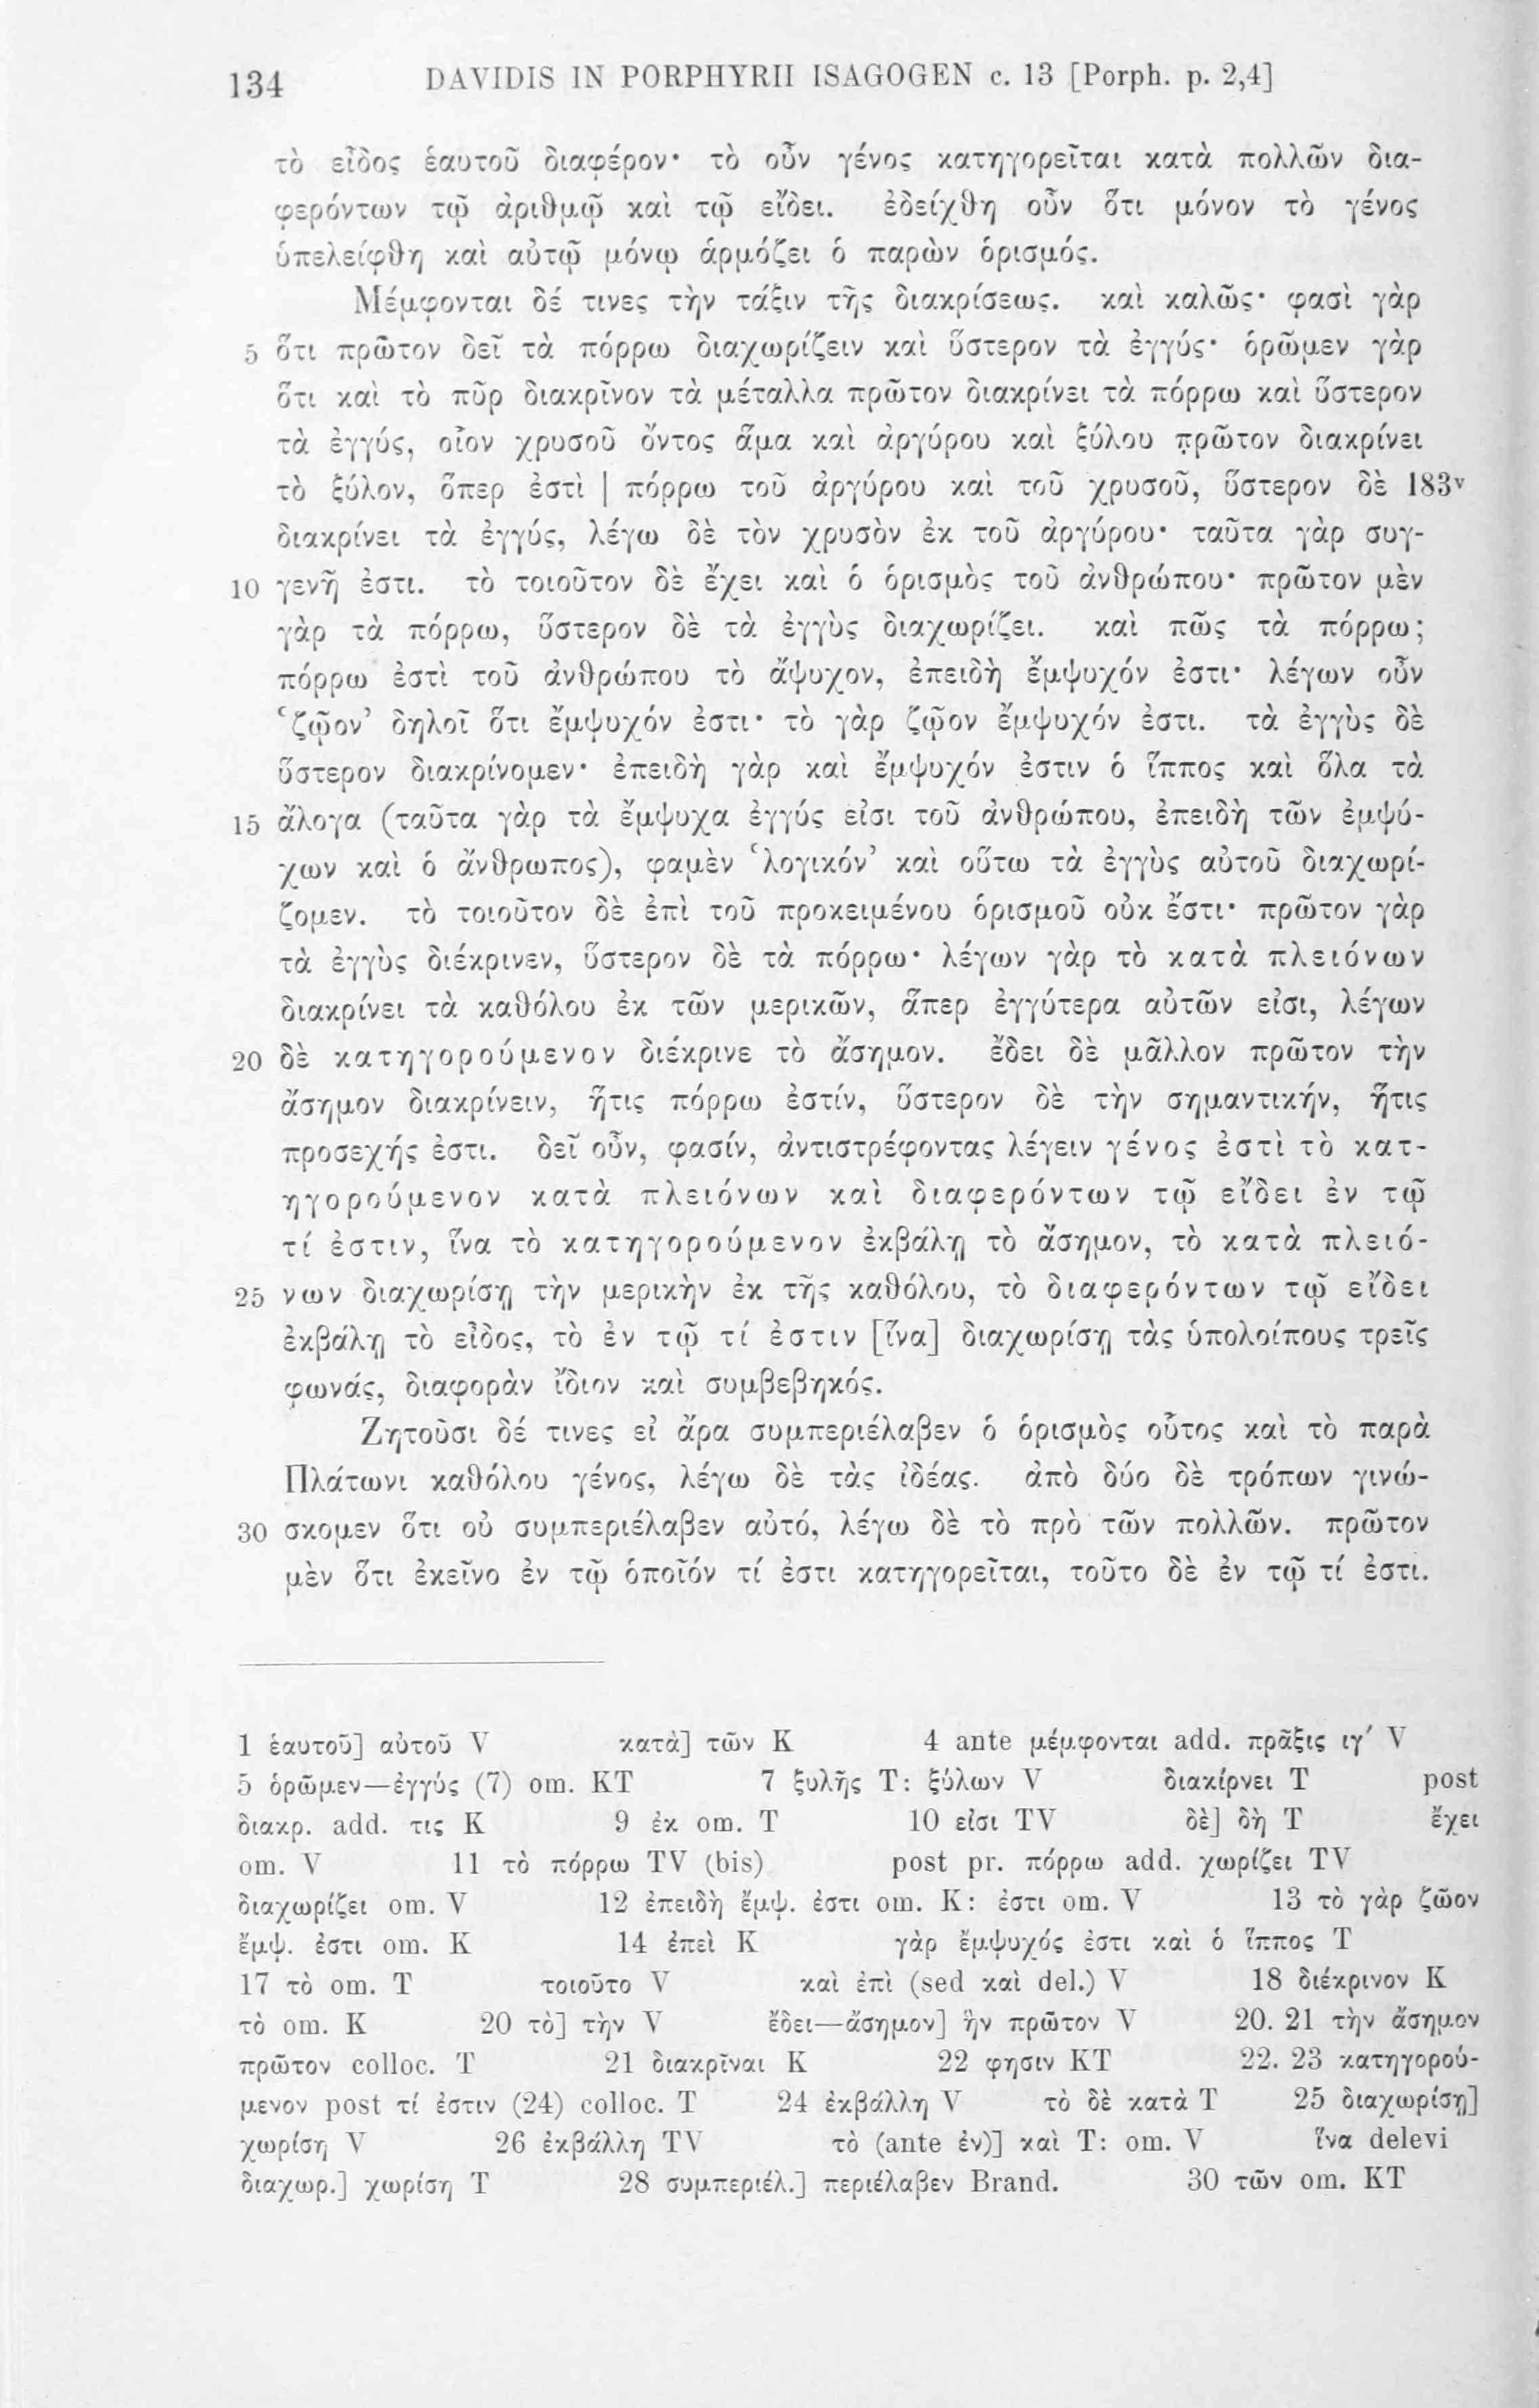 134 DAVIDIS IN PORPHYRII ISAGOGEN c. 13 [Porph. p. 2,4]
τὸ εἶδος ἑαυτοῦ διαφέρον· τὸ οὖν γένος κατηγορεῖται κατὰ πολλῶν δια-
φερόντων τῷ ἀριθμῷ καὶ τῷ εἴδει. ἐδείχθη οὖν ὅτι μόνον τὸ γένος
ὑπελείφθη καὶ αὐτῷ μόνῳ ἁρμόζει ὁ παρὼν ὁρισμός.
Μέμφονται δέ τινες τὴν τάξιν τῆς διακρίσεως. καὶ καλῶς· φασὶ γὰρ
5 ὅτι πρῶτον δεῖ τὰ πόρρω διαχωρίζειν καὶ ὕστερον τὰ ἐγγύς· ὁρῶμεν γὰρ
ὅτι καὶ τὸ πῦρ διακρῖνον τὰ μέταλλα πρῶτον διακρίνει τὰ πόρρω καὶ ὕστερον
τὰ ἐγγύς, οἷον χρυσοῦ ὄντος ἅμα καὶ ἀργύρου καὶ ξύλου πρῶτον διακρίνει
τὸ ξύλον, ὅπερ ἐστὶ | πόρρω τοῦ ἀργύρου καὶ τοῦ χρυσοῦ, ὕστερον δὲ 183ᵛ
διακρίνει τὰ ἐγγύς, λέγω δὲ τὸν χρυσὸν ἐκ τοῦ ἀργύρου· ταῦτα γὰρ συγ-
10 γενῆ ἐστι. τὸ τοιοῦτον δὲ ἔχει καὶ ὁ ὁρισμὸς τοῦ ἀνθρώπου· πρῶτον μὲν
γὰρ τὰ πόρρω, ὕστερον δὲ τὰ ἐγγὺς διαχωρίζει. καὶ πῶς τὰ πόρρω;
πόρρω ἐστὶ τοῦ ἀνθρώπου τὸ ἄψυχον, ἐπειδὴ ἔμψυχόν ἐστι· λέγων οὖν
‘ζῷον’ δηλοῖ ὅτι ἔμψυχόν ἐστι· τὸ γὰρ ζῷον ἔμψυχόν ἐστι. τὰ ἐγγὺς δὲ
ὕστερον διακρίνομεν· ἐπειδὴ γὰρ καὶ ἔμψυχόν ἐστιν ὁ ἵππος καὶ ὅλα τὰ
15 ἄλογα (ταῦτα γὰρ τὰ ἔμψυχα ἐγγύς εἰσι τοῦ ἀνθρώπου, ἐπειδὴ τῶν ἐμψύ-
χων καὶ ὁ ἄνθρωπος), φαμὲν ‘λογικόν’ καὶ οὕτω τὰ ἐγγὺς αὐτοῦ διαχωρί-
ζομεν. τὸ τοιοῦτον δὲ ἐπὶ τοῦ προκειμένου ὁρισμοῦ οὐκ ἔστι· πρῶτον γὰρ
τὰ ἐγγὺς διέκρινεν, ὕστερον δὲ τὰ πόρρω· λέγων γὰρ τὸ κατὰ πλειόνων
διακρίνει τὰ καθόλου ἐκ τῶν μερικῶν, ἅπερ ἐγγύτερα αὐτῶν εἰσι, λέγων
20 δὲ κατηγορούμενον διέκρινε τὸ ἄσημον. ἔδει δὲ μᾶλλον πρῶτον τὴν
ἄσημον διακρίνειν, ἥτις πόρρω ἐστίν, ὕστερον δὲ τὴν σημαντικήν, ἥτις
προσεχής ἐστι. δεῖ οὖν, φασίν, ἀντιστρέφοντας λέγειν γένος ἐστὶ τὸ κατ-
ηγορούμενον κατὰ πλειόνων καὶ διαφερόντων τῷ εἴδει ἐν τῷ
τί ἐστιν, ἵνα τὸ κατηγορούμενον ἐκβάλῃ τὸ ἄσημον, τὸ κατὰ πλειό-
25 νων διαχωρίσῃ τὴν μερικὴν ἐκ τῆς καθόλου, τὸ διαφερόντων τῷ εἴδει
ἐκβάλῃ τὸ εἶδος, τὸ ἐν τῷ τί ἐστιν [ἵνα] διαχωρίσῃ τὰς ὑπολοίπους τρεῖς
φωνάς, διαφορὰν ἴδιον καὶ συμβεβηκός.
Ζητοῦσι δέ τινες εἰ ἄρα συμπεριέλαβεν ὁ ὁρισμὸς οὗτος καὶ τὸ παρὰ
Πλάτωνι καθόλου γένος, λέγω δὲ τὰς ἰδέας. ἀπὸ δύο δὲ τρόπων γινώ-
30 σκομεν ὅτι οὐ συμπεριέλαβεν αὐτό, λέγω δὲ τὸ πρὸ τῶν πολλῶν. πρῶτον
μὲν ὅτι ἐκεῖνο ἐν τῷ ὁποῖόν τί ἐστι κατηγορεῖται, τοῦτο δὲ ἐν τῷ τί ἐστι.
1 ἑαυτοῦ] αὐτοῦ V κατὰ] τῶν K 4 ante μέμφονται add. πρᾶξις ιγʹ V
5 ὁρῶμεν—ἐγγύς (7) om. KT 7 ξυλῆς T: ξύλων V διακίρνει T post
διακρ. add. τις K 9 ἐκ om. T 10 εἰσι TV δὲ] δὴ T ἔχει
om. V 11 τὸ πόρρω TV (bis) post pr. πόρρω add. χωρίζει TV
διαχωρίζει om. V 12 ἐπειδὴ ἔμψ. ἐστι om. K: ἐστι om. V 13 τὸ γὰρ ζῶον
ἔμψ. ἐστι om. K 14 ἐπεὶ K γὰρ ἔμψυχός ἐστι καὶ ὁ ἵππος T
17 τὸ om. T τοιοῦτο V καὶ ἐπὶ (sed καὶ del.) V 18 διέκρινον K
τὸ om. K 20 τὸ] τὴν V ἔδει—ἄσημον] ἣν πρῶτον V 20. 21 τὴν ἄσημον
πρῶτον colloc. T 21 διακρῖναι K 22 φησιν KT 22. 23 κατηγορού-
μενον post τί ἐστιν (24) colloc. T 24 ἐκβάλλη V τὸ δὲ κατὰ T 25 διαχωρίσῃ]
χωρίση V 26 ἐκβάλλη TV τὸ (ante ἐν)] καὶ T: om. V ἵνα delevi
διαχωρ.] χωρίση T 28 συμπεριέλ.] περιέλαβεν Brand. 30 τῶν om. KT